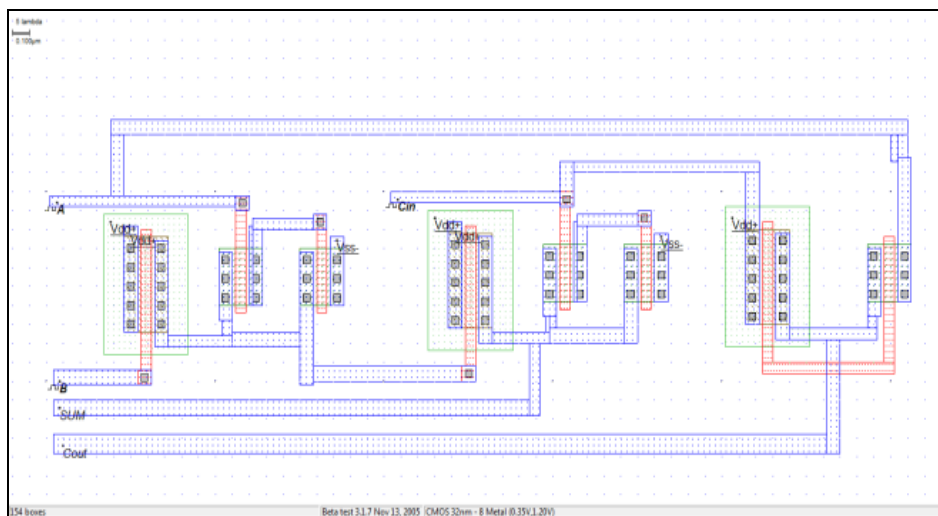 5 lambda
0.100µm
A
Cin
Vdd+
Vdd+
Vss-
Vdd+
Vdd+
Vss-
Vdd+
B
SUM
Cout
154 boxes
Beta test 3.1.7 Nov 13, 2005
CMOS 32nm - 8 Metal (0.35V,1.20V)